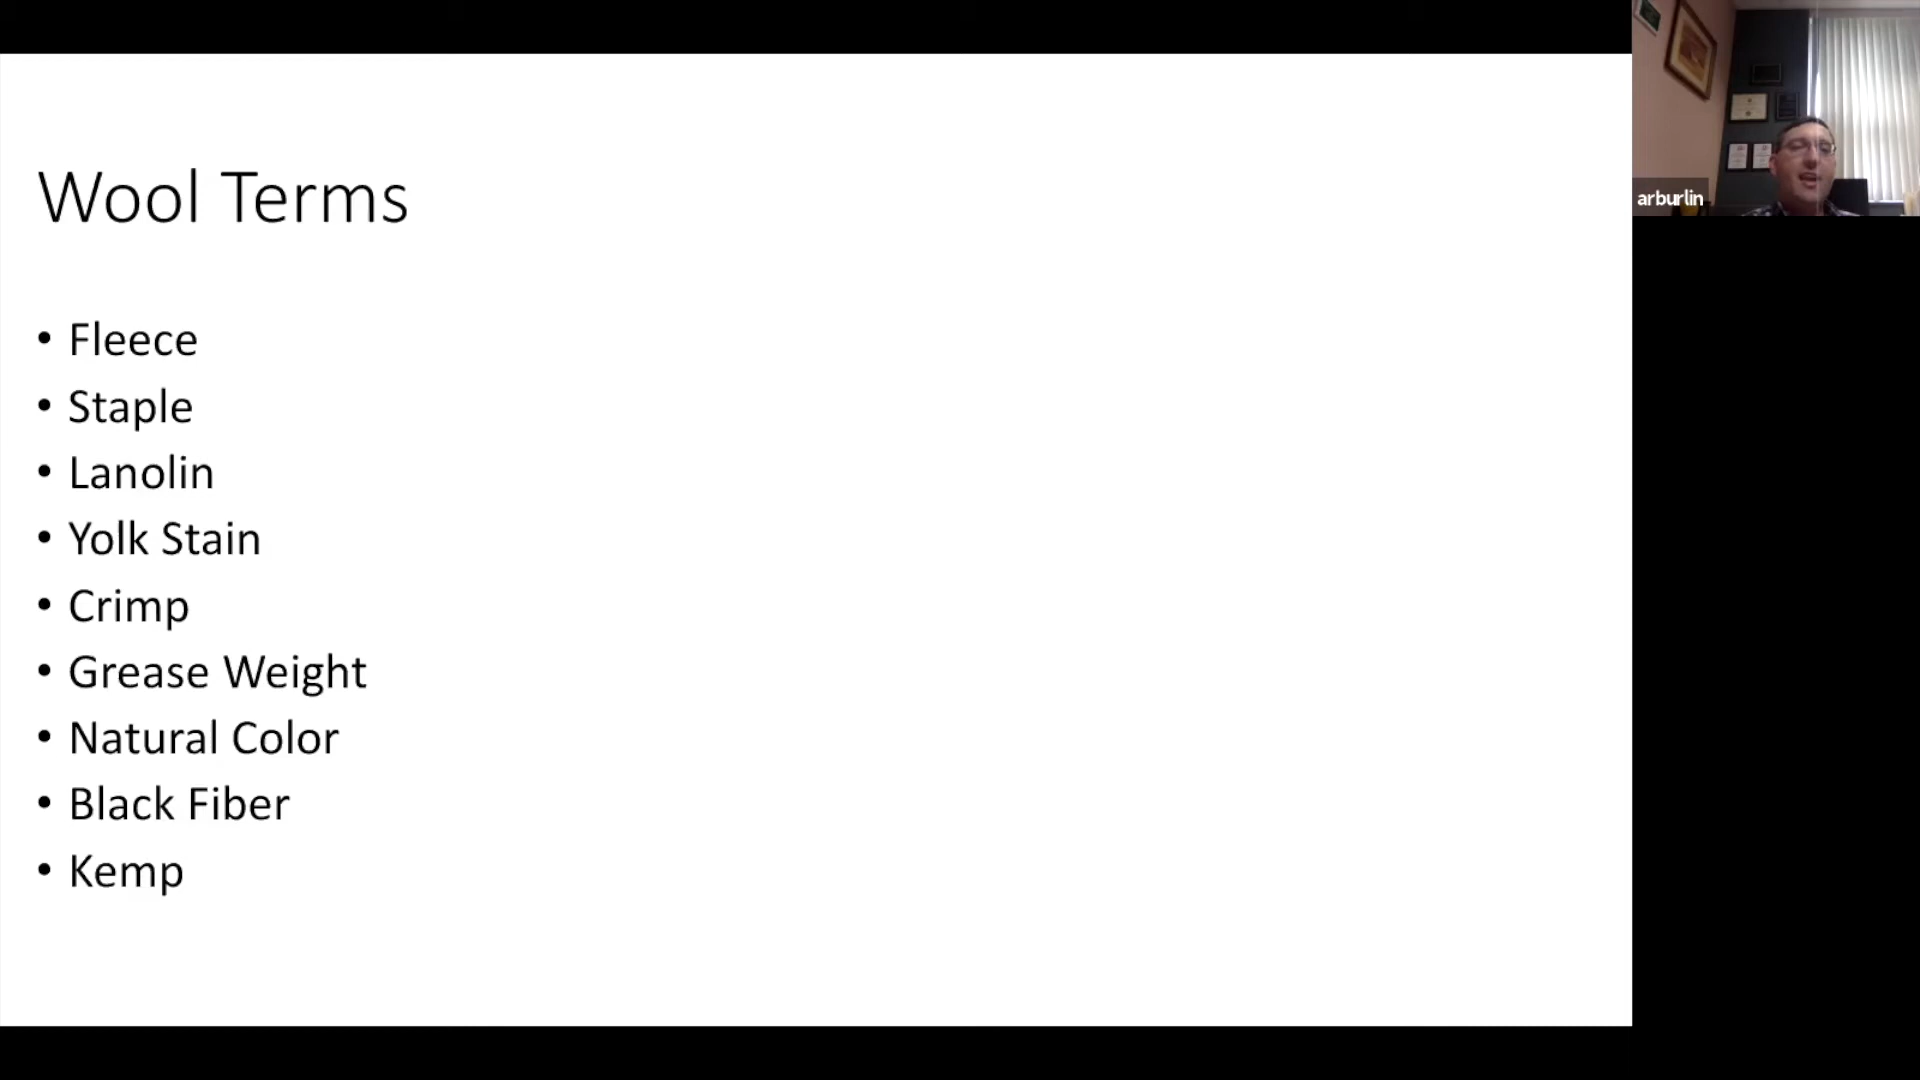 Wool Terms
• Fleece
• Staple
• Lanolin
• Yolk Stain
• Crimp
• Grease Weight
• Natural Color
• Black Fiber
• Kemp
arburlin